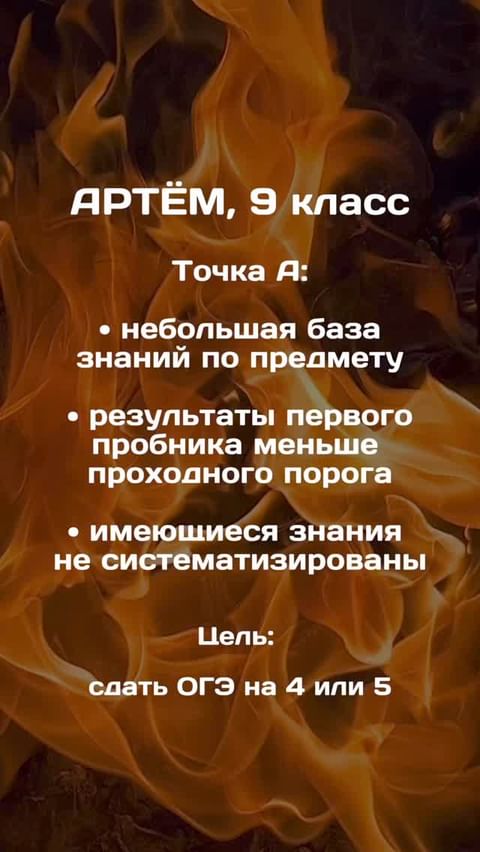 АРТЁМ, 9 класс
Точка А:
• небольшая база
знаний по предмету
• результаты первого
пробника меньше
проходного порога
• имеющиеся знания
не систематизированы
Цель:
сдать ОГЭ на 4 или 5